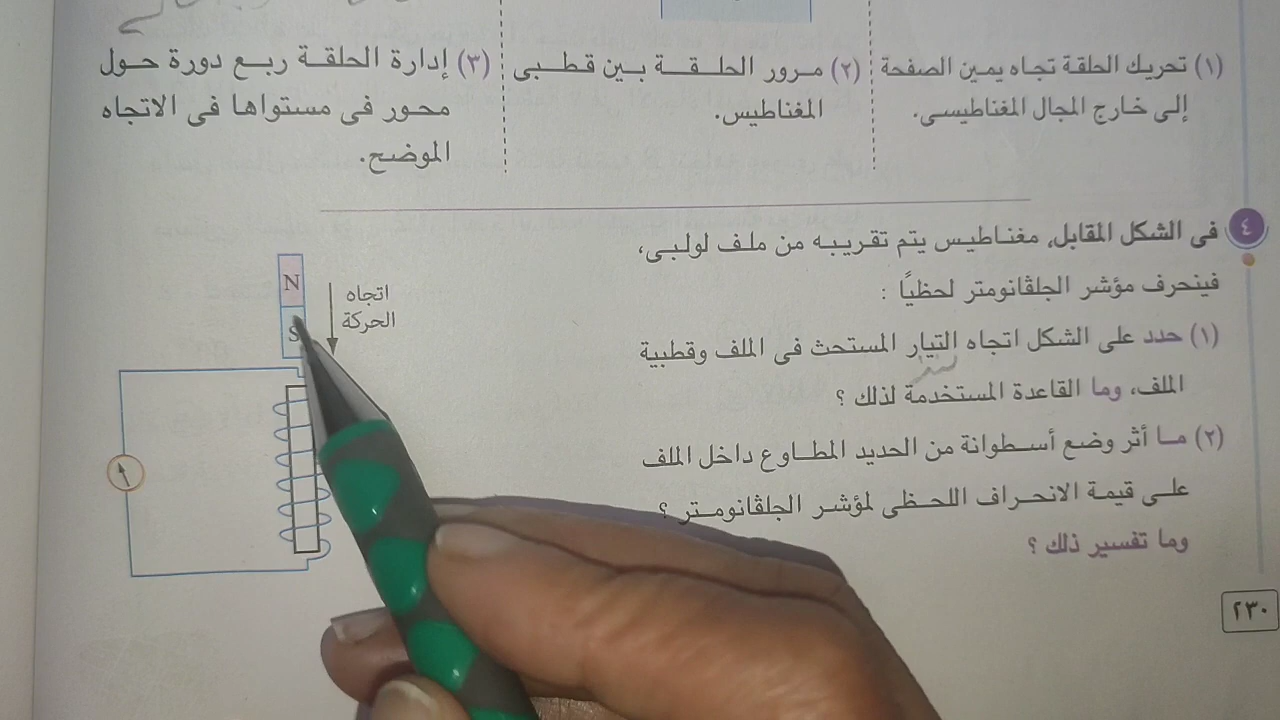 (١) تحريك الحلقة تجاه يمين الصفحة
إلى خارج المجال المغناطيسى.
(٢) مرور الحلقة بين قطبى
المغناطيس.
(٣) إدارة الحلقة ربع دورة حول
محور فى مستواها فى الاتجاه
الموضح.
٤ فى الشكل المقابل، مغناطيس يتم تقريبه من ملف لولبى،
فينحرف مؤشر الجلڤانومتر لحظيًا :
(١) حدد على الشكل اتجاه التيار المستحث فى الملف وقطبية
الملف، وما القاعدة المستخدمة لذلك ؟
(٢) ما أثر وضع أسطوانة من الحديد المطاوع داخل الملف
على قيمة الانحراف اللحظى لمؤشر الجلڤانومتر ؟
وما تفسير ذلك ؟
N
S
اتجاه
الحركة
٢٣٠